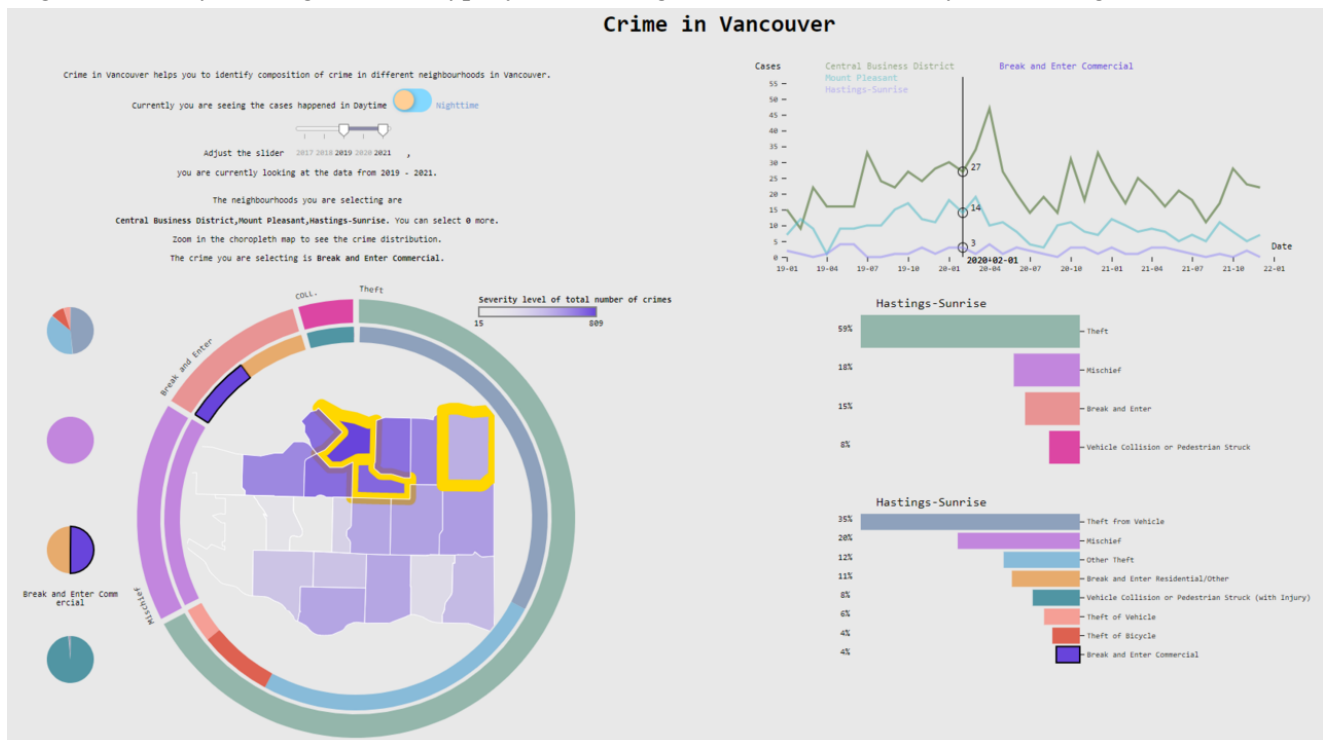 Crime in Vancouver
Crime in Vancouver helps you to identify composition of crime in different neighbourhoods in Vancouver.
Currently you are seeing the cases happened in Daytime Nighttime
Adjust the slider 2017 2018 2019 2020 2021 ,
you are currently looking at the data from 2019 - 2021.
The neighbourhoods you are selecting are
Central Business District,Mount Pleasant,Hastings-Sunrise. You can select 0 more.
Zoom in the choropleth map to see the crime distribution.
The crime you are selecting is Break and Enter Commercial.
Cases
Central Business District
Mount Pleasant
Hastings-Sunrise
Break and Enter Commercial
55
50
45
40
35
30
25
20
15
10
5
0
27
14
3
2020-02-01
Date
19-01 19-04 19-07 19-10 20-01 20-04 20-07 20-10 21-01 21-04 21-07 21-10 22-01
Severity level of total number of crimes
15 809
COLL.
Theft
Break and Enter
Mischief
Break and Enter Comm
ercial
Hastings-Sunrise
59% Theft
18% Mischief
15% Break and Enter
8% Vehicle Collision or Pedestrian Struck
Hastings-Sunrise
35% Theft from Vehicle
20% Mischief
12% Other Theft
11% Break and Enter Residential/Other
8% Vehicle Collision or Pedestrian Struck (with Injury)
6% Theft of Vehicle
4% Theft of Bicycle
4% Break and Enter Commercial